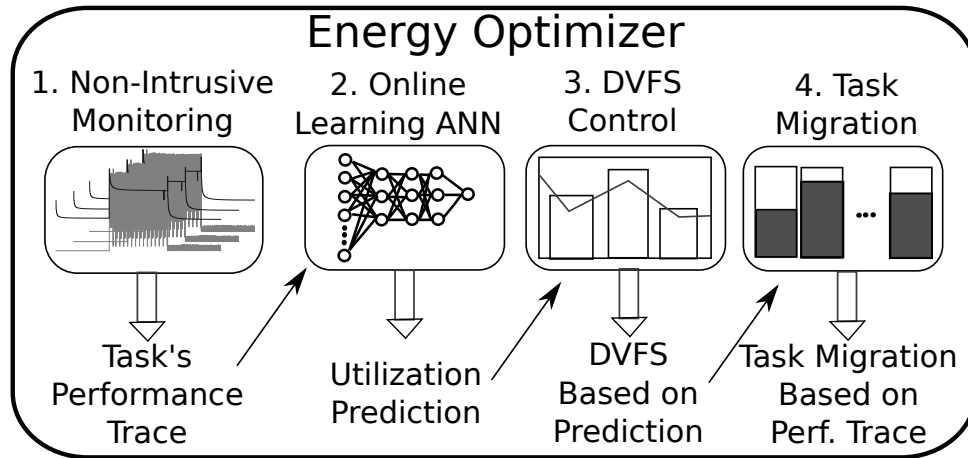 Energy Optimizer
1. Non-Intrusive
Monitoring
2. Online
Learning ANN
3. DVFS
Control
4. Task
Migration
Task's
Performance
Trace
Utilization
Prediction
DVFS
Based on
Prediction
Task Migration
Based on
Perf. Trace